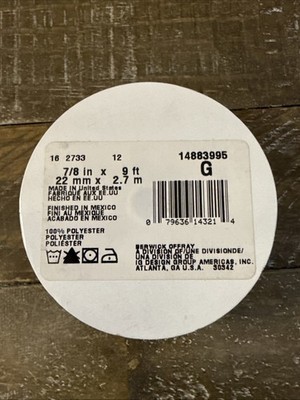 16 2733 12 14883995
7/8 in x 9 ft G
22 mm x 2.7 m
MADE IN United States
FABRIQUE AUX EE.UU
HECHO EN EE.UU
FINISHED IN MEXICO
FINI AU MEXIQUE
ACABADO EN MEXICO
0 79636 14321 4
100% POLYESTER
POLYESTER
POLIÉSTER
BERWICK OFFRAY
A DIVISION OF/UNE DIVISIONDE/
UNA DIVISION DE
IG DESIGN GROUP AMERICAS, INC.
ATLANTA, GA U.S.A. 30342